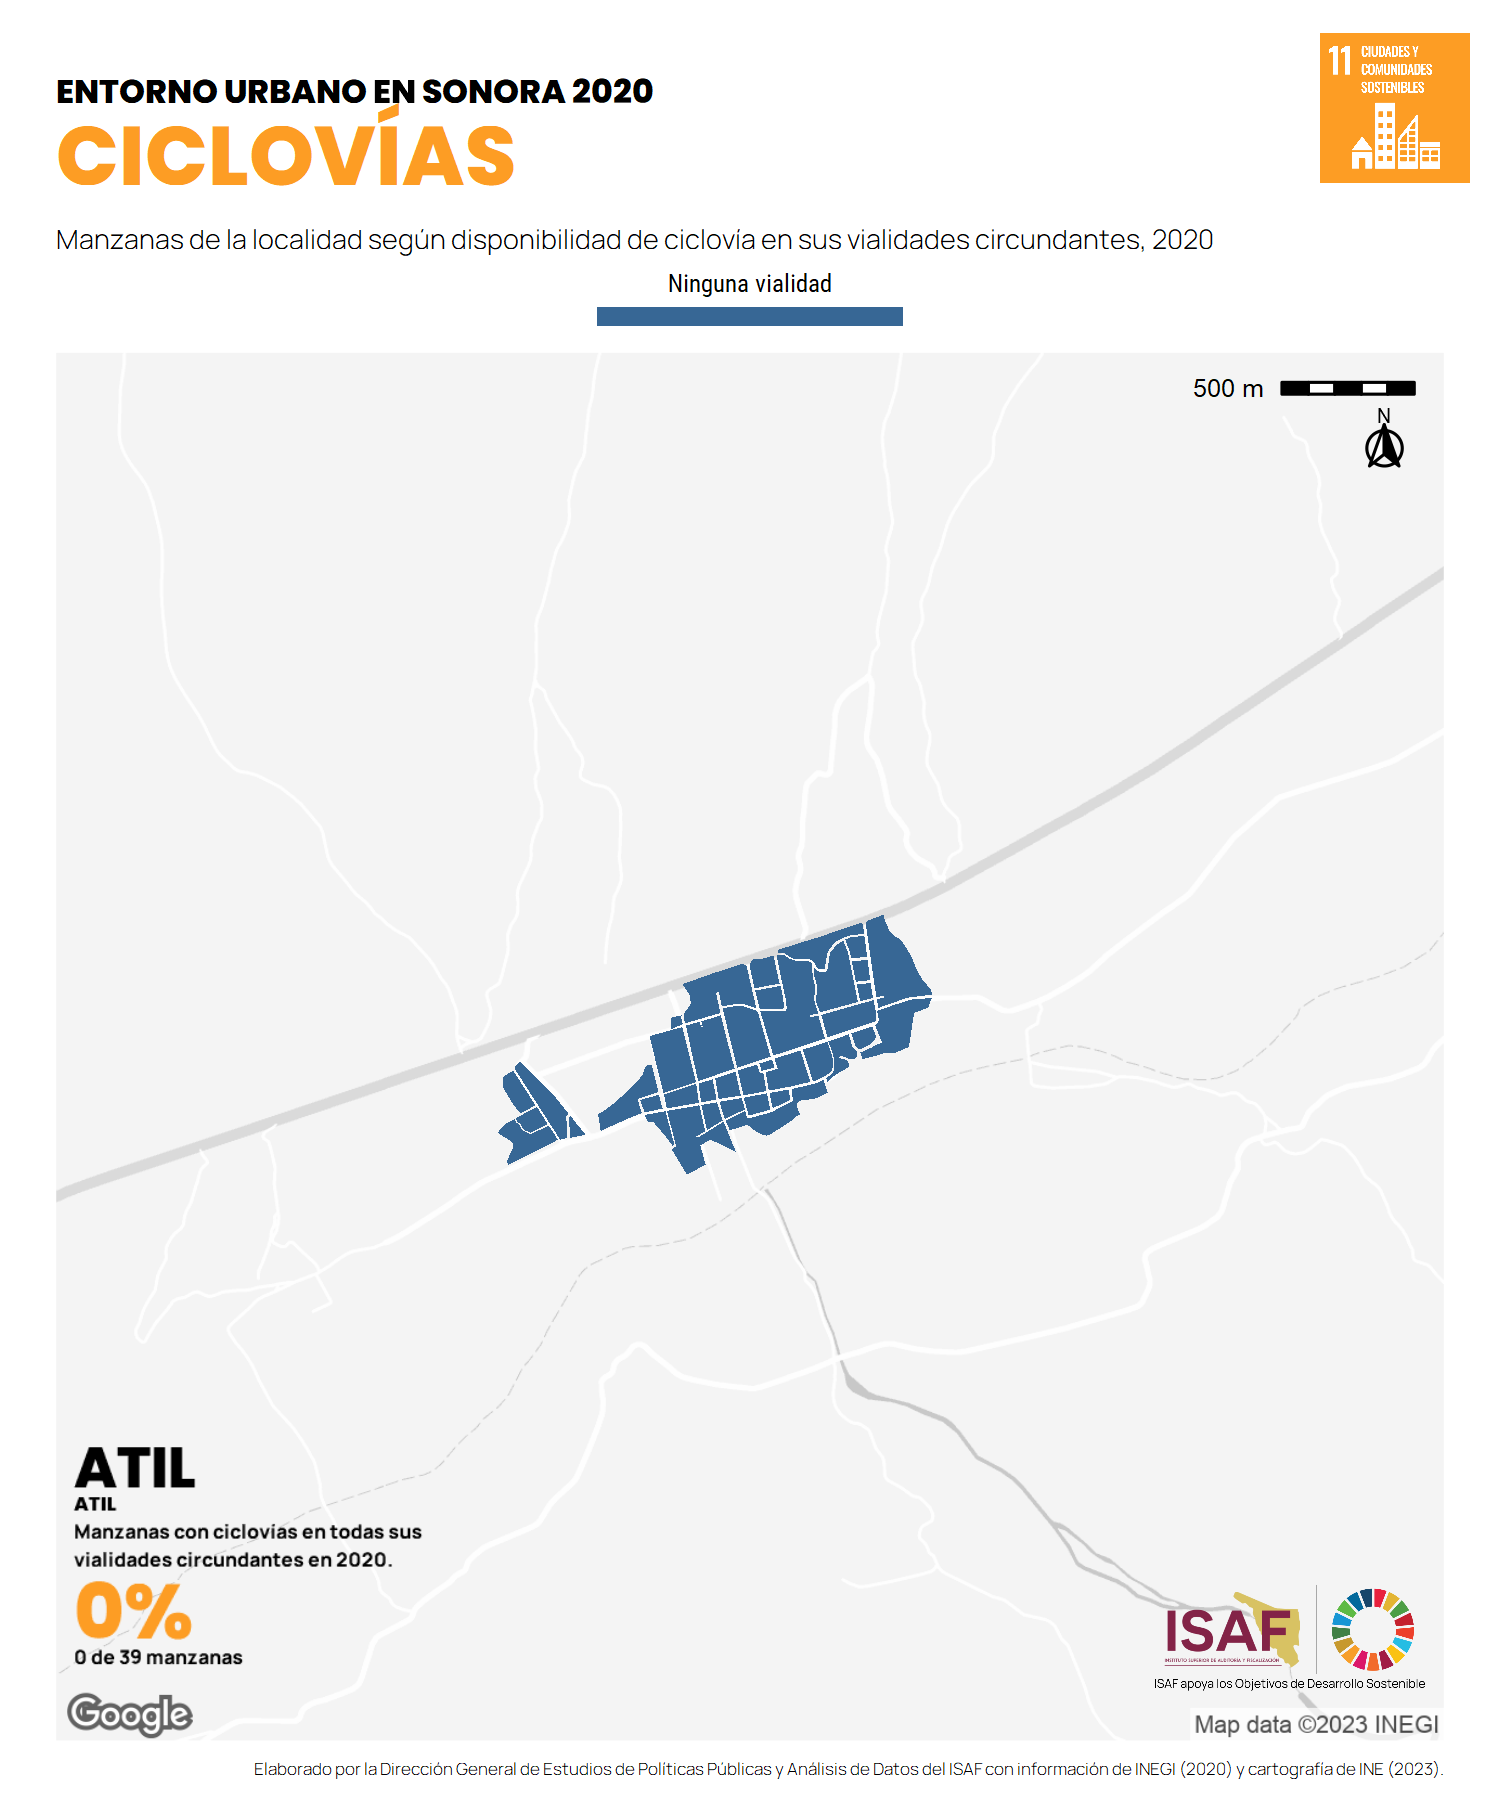 ENTORNO URBANO EN SONORA 2020
CICLOVÍAS
11 CIUDADES Y
COMUNIDADES
SOSTENIBLES
Manzanas de la localidad según disponibilidad de ciclovía en sus vialidades circundantes, 2020
Ninguna vialidad
500 m
N
ATIL
ATIL
Manzanas con ciclovías en todas sus
vialidades circundantes en 2020.
0%
0 de 39 manzanas
Google
ISAF
INSTITUTO SUPERIOR DE AUDITORÍA Y FISCALIZACIÓN
ISAF apoya los Objetivos de Desarrollo Sostenible
Map data ©2023 INEGI
Elaborado por la Dirección General de Estudios de Políticas Públicas y Análisis de Datos del ISAF con información de INEGI (2020) y cartografía de INE (2023).